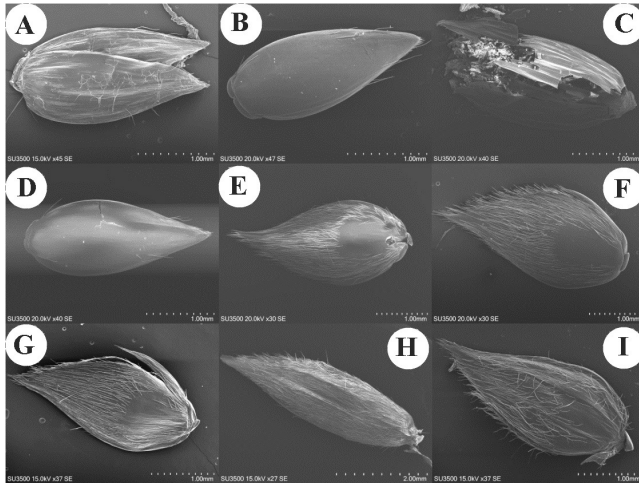 A
B
C
SU3500 15.0kV x45 SE
1.00mm
SU3500 20.0kV x47 SE
1.00mm
SU3500 20.0kV x40 SE
1.00mm
D
E
F
SU3500 20.0kV x40 SE
1.00mm
SU3500 20.0kV x30 SE
1.00mm
SU3500 20.0kV x30 SE
1.00mm
G
H
I
SU3500 15.0kV x37 SE
1.00mm
SU3500 15.0kV x27 SE
2.00mm
SU3500 15.0kV x37 SE
1.00mm